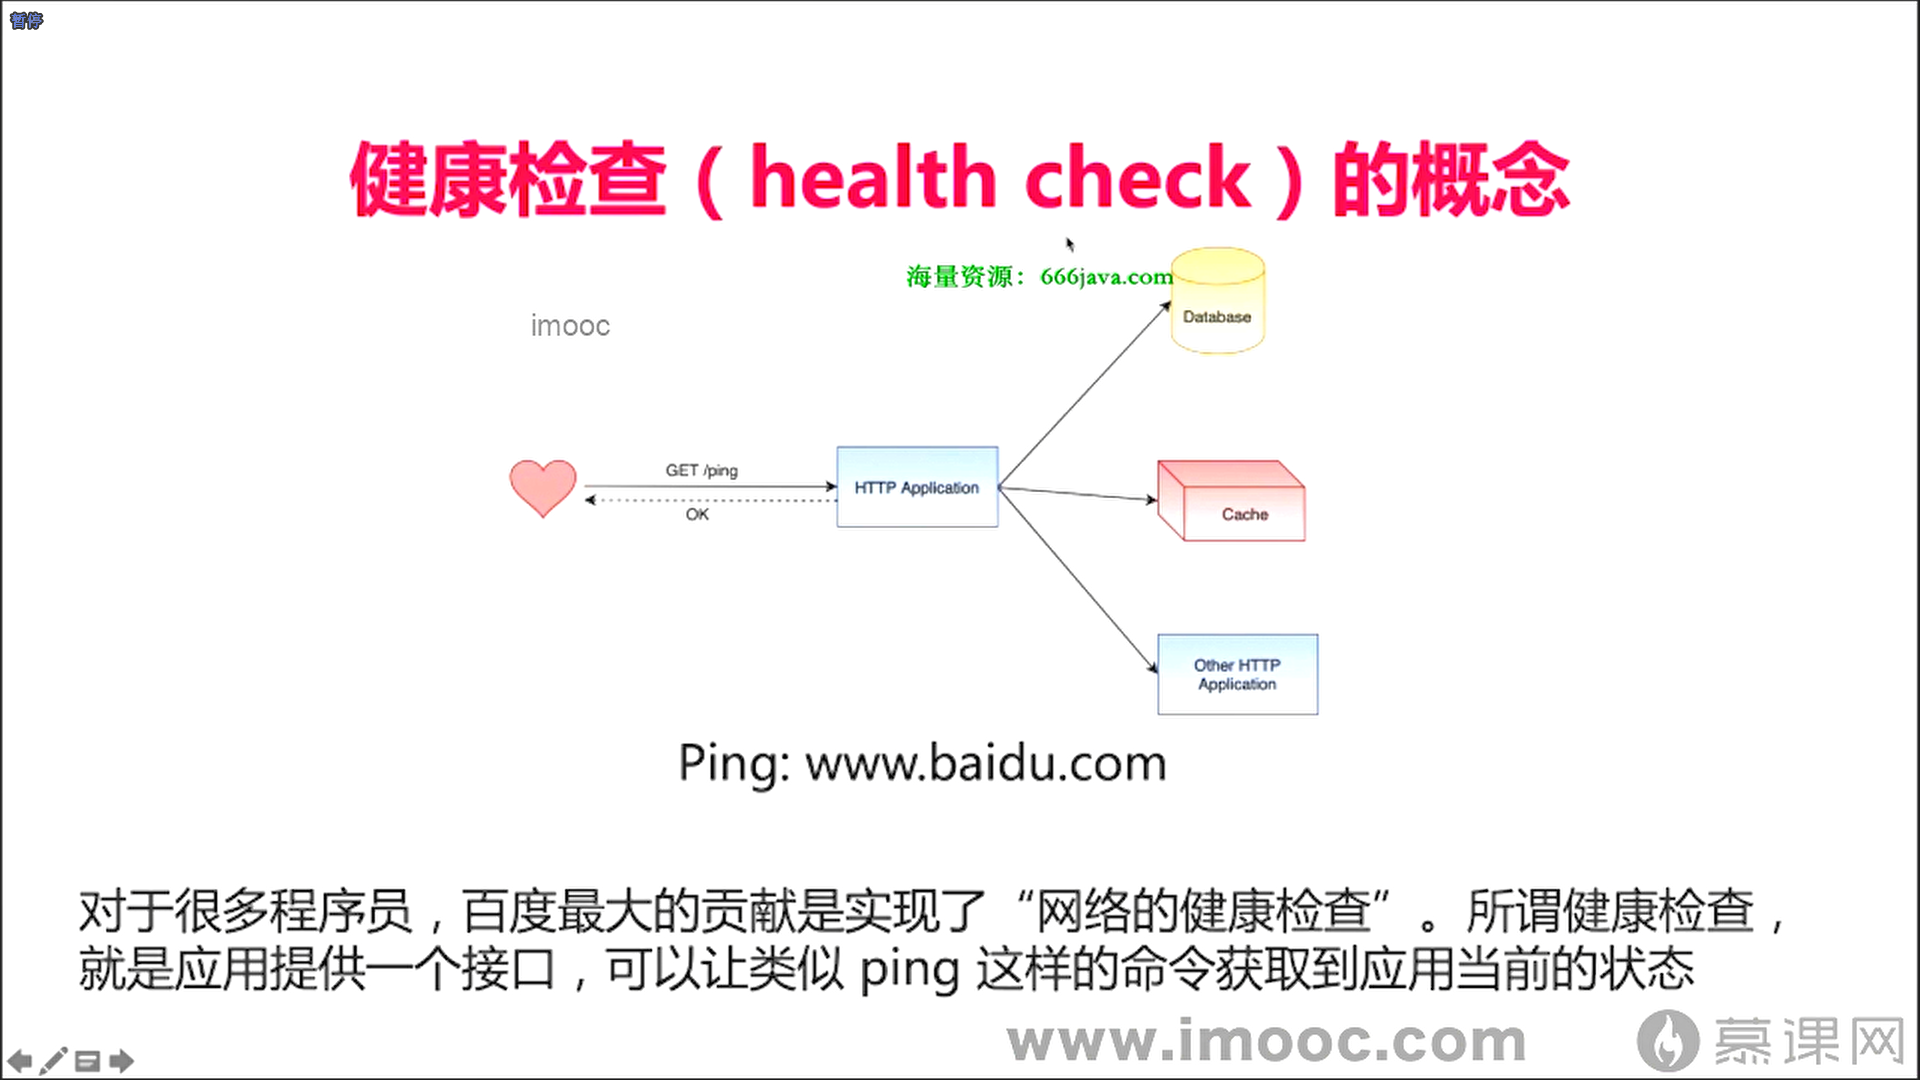 暂停
健康检查（health check）的概念
海量资源：666java.com
imooc
Database
GET /ping
HTTP Application
OK
Cache
Other HTTP
Application
Ping: www.baidu.com
对于很多程序员，百度最大的贡献是实现了“网络的健康检查”。所谓健康检查，
就是应用提供一个接口，可以让类似 ping 这样的命令获取到应用当前的状态
www.imooc.com
慕课网